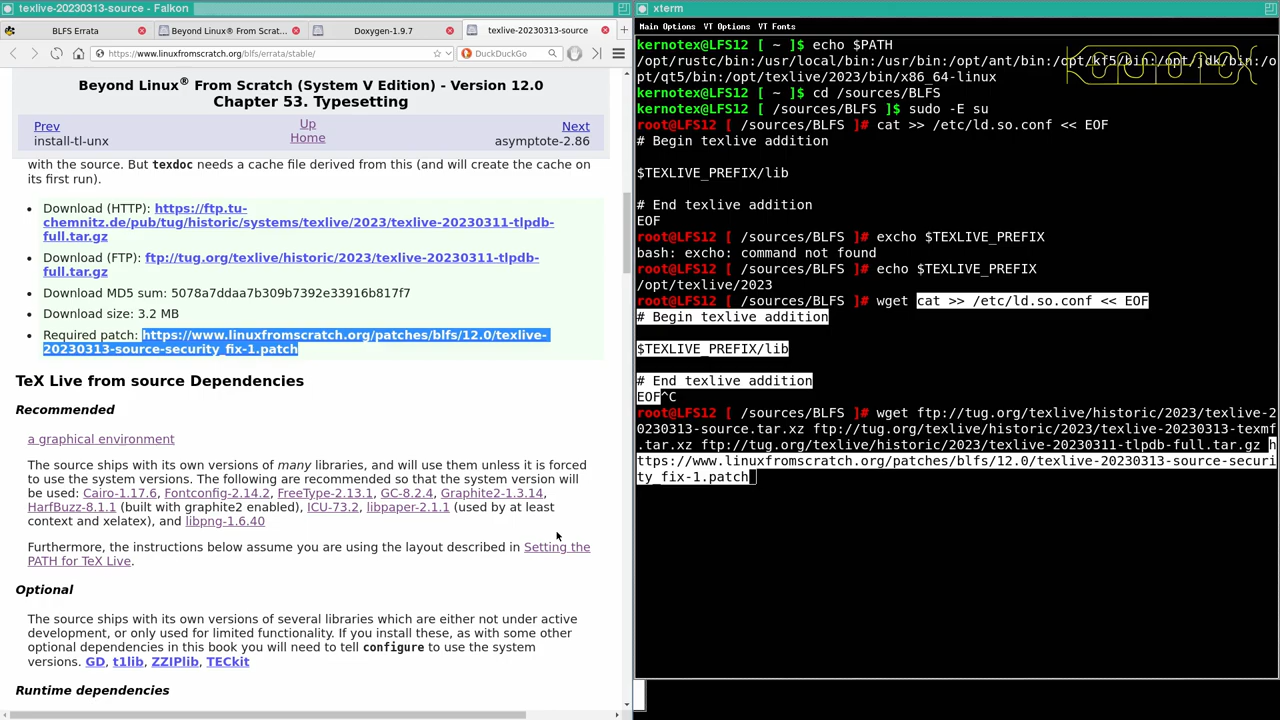 texlive-20230313-source - Falkon
BLFS Errata
Beyond Linux® From Scrat...
Doxygen-1.9.7
texlive-20230313-source
https://www.linuxfromscratch.org/blfs/errata/stable/
DuckDuckGo
Beyond Linux® From Scratch (System V Edition) - Version 12.0
Chapter 53. Typesetting
Prev
Up
Next
install-tl-unx
Home
asymptote-2.86
with the source. But texdoc needs a cache file derived from this (and will create the cache on
its first run).
• Download (HTTP): https://ftp.tu-
chemnitz.de/pub/tug/historic/systems/texlive/2023/texlive-20230311-tlpdb-
full.tar.gz
• Download (FTP): ftp://tug.org/texlive/historic/2023/texlive-20230311-tlpdb-
full.tar.gz
• Download MD5 sum: 5078a7ddaa7b309b7392e33916b817f7
• Download size: 3.2 MB
• Required patch: https://www.linuxfromscratch.org/patches/blfs/12.0/texlive-
20230313-source-security_fix-1.patch
TeX Live from source Dependencies
Recommended
a graphical environment
The source ships with its own versions of many libraries, and will use them unless it is forced
to use the system versions. The following are recommended so that the system version will
be used: Cairo-1.17.6, Fontconfig-2.14.2, FreeType-2.13.1, GC-8.2.4, Graphite2-1.3.14,
HarfBuzz-8.1.1 (built with graphite2 enabled), ICU-73.2, libpaper-2.1.1 (used by at least
context and xelatex), and libpng-1.6.40
Furthermore, the instructions below assume you are using the layout described in Setting the
PATH for TeX Live.
Optional
The source ships with its own versions of several libraries which are either not under active
development, or only used for limited functionality. If you install these, as with some other
optional dependencies in this book you will need to tell configure to use the system
versions. GD, t1lib, ZZIPlib, TECkit
Runtime dependencies
xterm
Main Options VT Options VT Fonts
kernotex@LFS12 [ ~ ]$ echo $PATH
/opt/rustc/bin:/usr/local/bin:/usr/bin:/opt/ant/bin:/opt/kf5/bin:/opt/jdk/bin:/o
pt/qt5/bin:/opt/texlive/2023/bin/x86_64-linux
kernotex@LFS12 [ ~ ]$ cd /sources/BLFS
kernotex@LFS12 [ /sources/BLFS ]$ sudo -E su
root@LFS12 [ /sources/BLFS ]# cat >> /etc/ld.so.conf << EOF
# Begin texlive addition
$TEXLIVE_PREFIX/lib
# End texlive addition
EOF
root@LFS12 [ /sources/BLFS ]# excho $TEXLIVE_PREFIX
bash: excho: command not found
root@LFS12 [ /sources/BLFS ]# echo $TEXLIVE_PREFIX
/opt/texlive/2023
root@LFS12 [ /sources/BLFS ]# wget cat >> /etc/ld.so.conf << EOF
# Begin texlive addition
$TEXLIVE_PREFIX/lib
# End texlive addition
EOF^C
root@LFS12 [ /sources/BLFS ]# wget ftp://tug.org/texlive/historic/2023/texlive-2
0230313-source.tar.xz ftp://tug.org/texlive/historic/2023/texlive-20230313-texmf
.tar.xz ftp://tug.org/texlive/historic/2023/texlive-20230311-tlpdb-full.tar.gz h
ttps://www.linuxfromscratch.org/patches/blfs/12.0/texlive-20230313-source-securi
ty_fix-1.patch